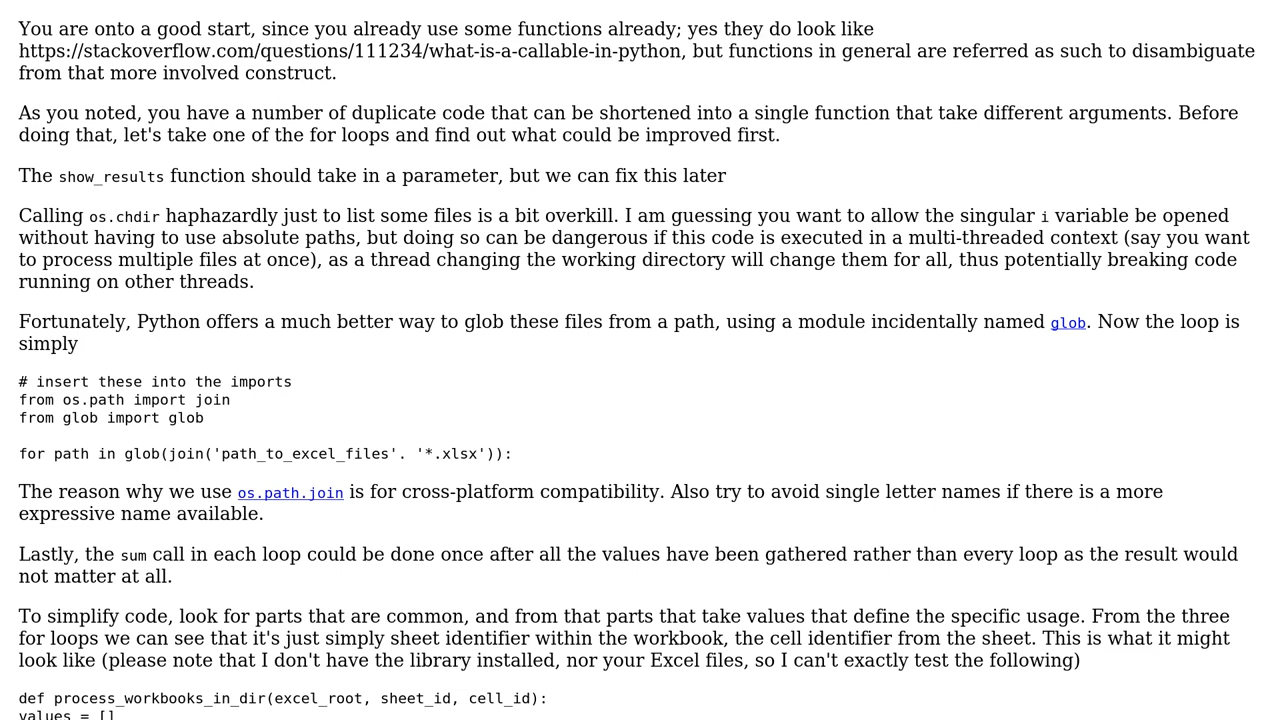 You are onto a good start, since you already use some functions already; yes they do look like
https://stackoverflow.com/questions/111234/what-is-a-callable-in-python, but functions in general are referred as such to disambiguate
from that more involved construct.
As you noted, you have a number of duplicate code that can be shortened into a single function that take different arguments. Before
doing that, let's take one of the for loops and find out what could be improved first.
The show_results function should take in a parameter, but we can fix this later
Calling os.chdir haphazardly just to list some files is a bit overkill. I am guessing you want to allow the singular i variable be opened
without having to use absolute paths, but doing so can be dangerous if this code is executed in a multi-threaded context (say you want
to process multiple files at once), as a thread changing the working directory will change them for all, thus potentially breaking code
running on other threads.
Fortunately, Python offers a much better way to glob these files from a path, using a module incidentally named glob. Now the loop is
simply
# insert these into the imports
from os.path import join
from glob import glob
for path in glob(join('path_to_excel_files'. '*.xlsx')):
The reason why we use os.path.join is for cross-platform compatibility. Also try to avoid single letter names if there is a more
expressive name available.
Lastly, the sum call in each loop could be done once after all the values have been gathered rather than every loop as the result would
not matter at all.
To simplify code, look for parts that are common, and from that parts that take values that define the specific usage. From the three
for loops we can see that it's just simply sheet identifier within the workbook, the cell identifier from the sheet. This is what it might
look like (please note that I don't have the library installed, nor your Excel files, so I can't exactly test the following)
def process_workbooks_in_dir(excel_root, sheet_id, cell_id):
values = []